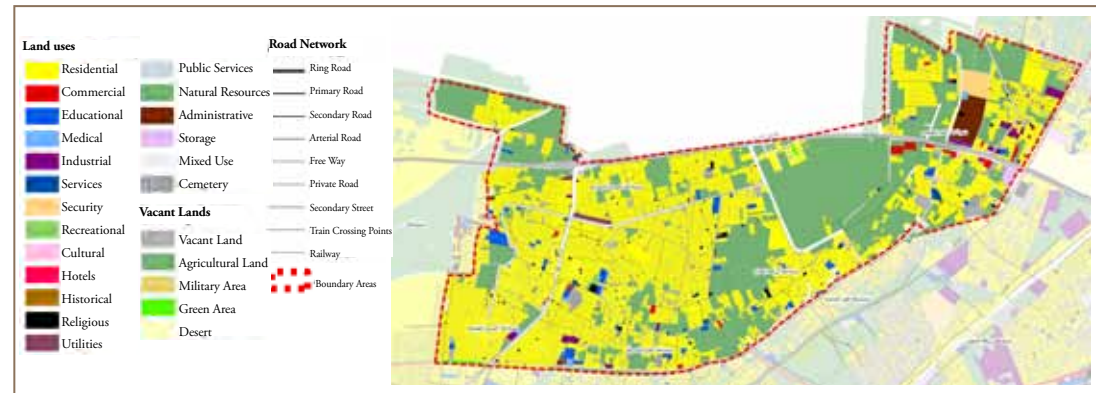 Land uses
Residential
Commercial
Educational
Medical
Industrial
Services
Security
Recreational
Cultural
Hotels
Historical
Religious
Utilities
Public Services
Natural Resources
Administrative
Storage
Mixed Use
Cemetery
Vacant Lands
Vacant Land
Agricultural Land
Military Area
Green Area
Desert
Road Network
Ring Road
Primary Road
Secondary Road
Arterial Road
Free Way
Private Road
Secondary Street
Train Crossing Points
Railway
Boundary Areas